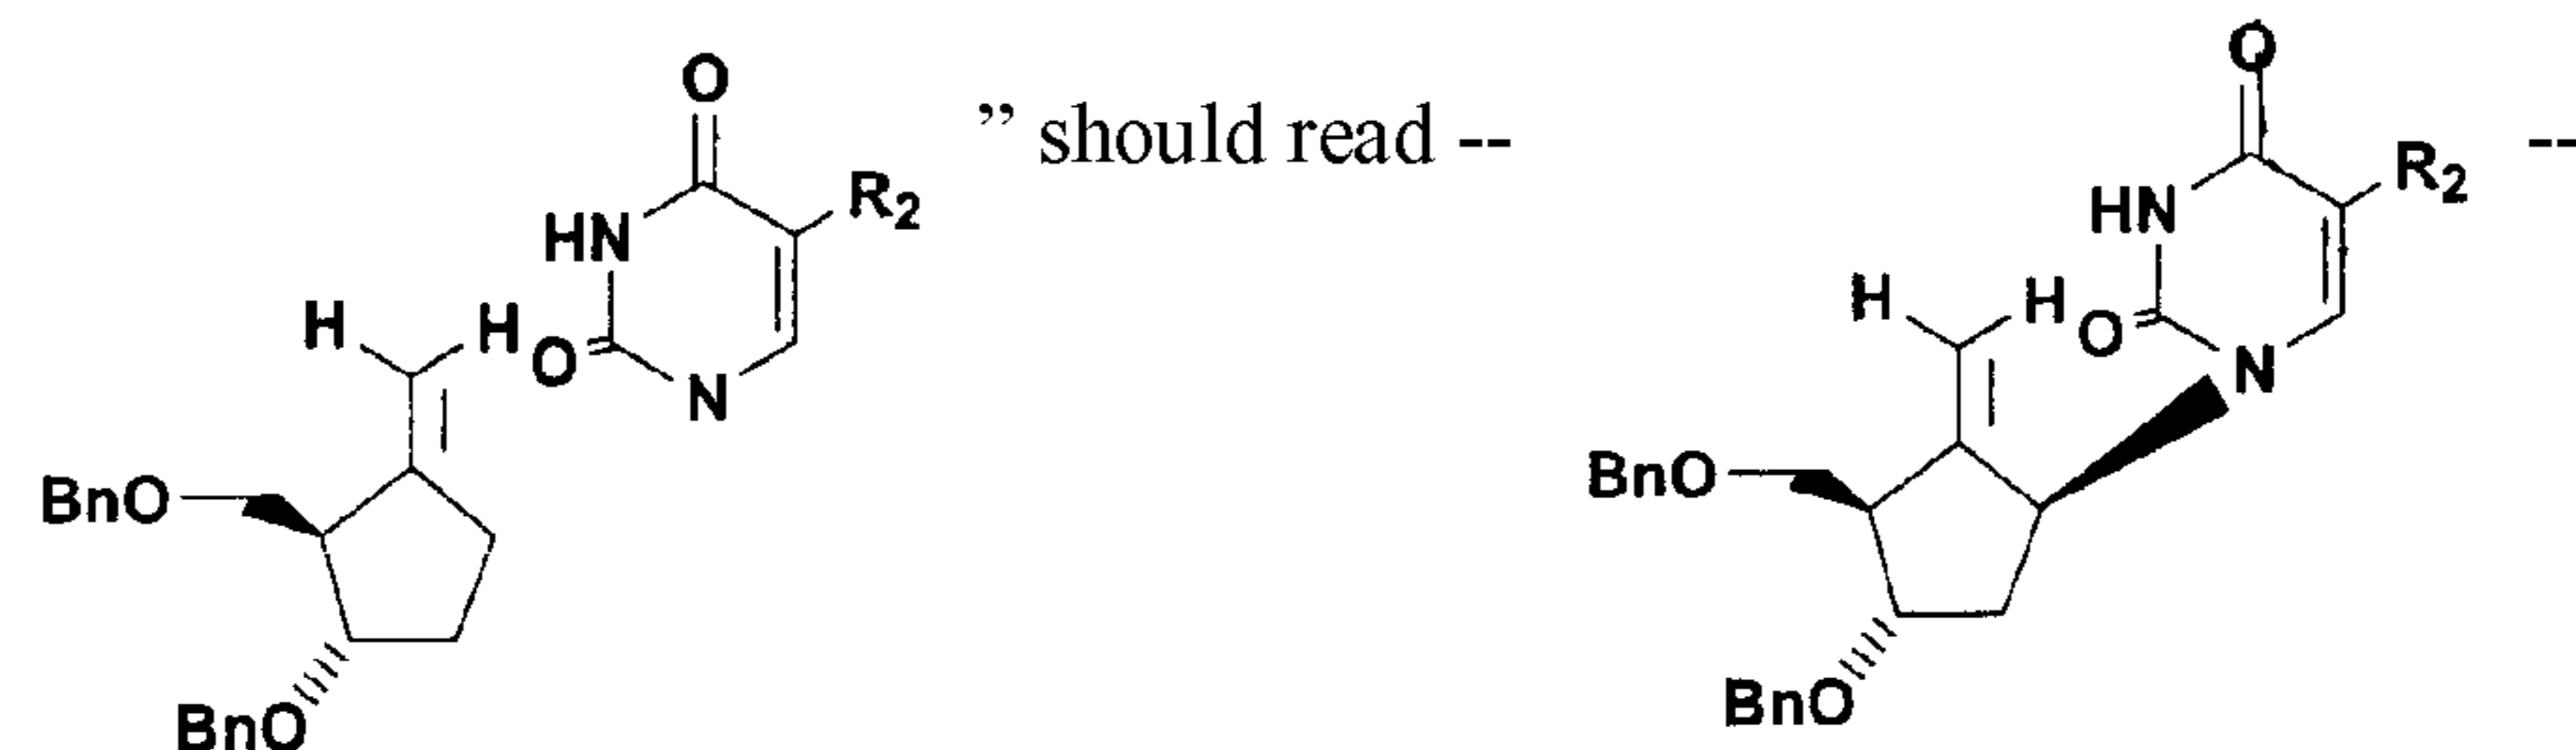 O O
” should read --
--
R2 R2
HN HN
H H O H H O
N N
BnO BnO
BnO BnO